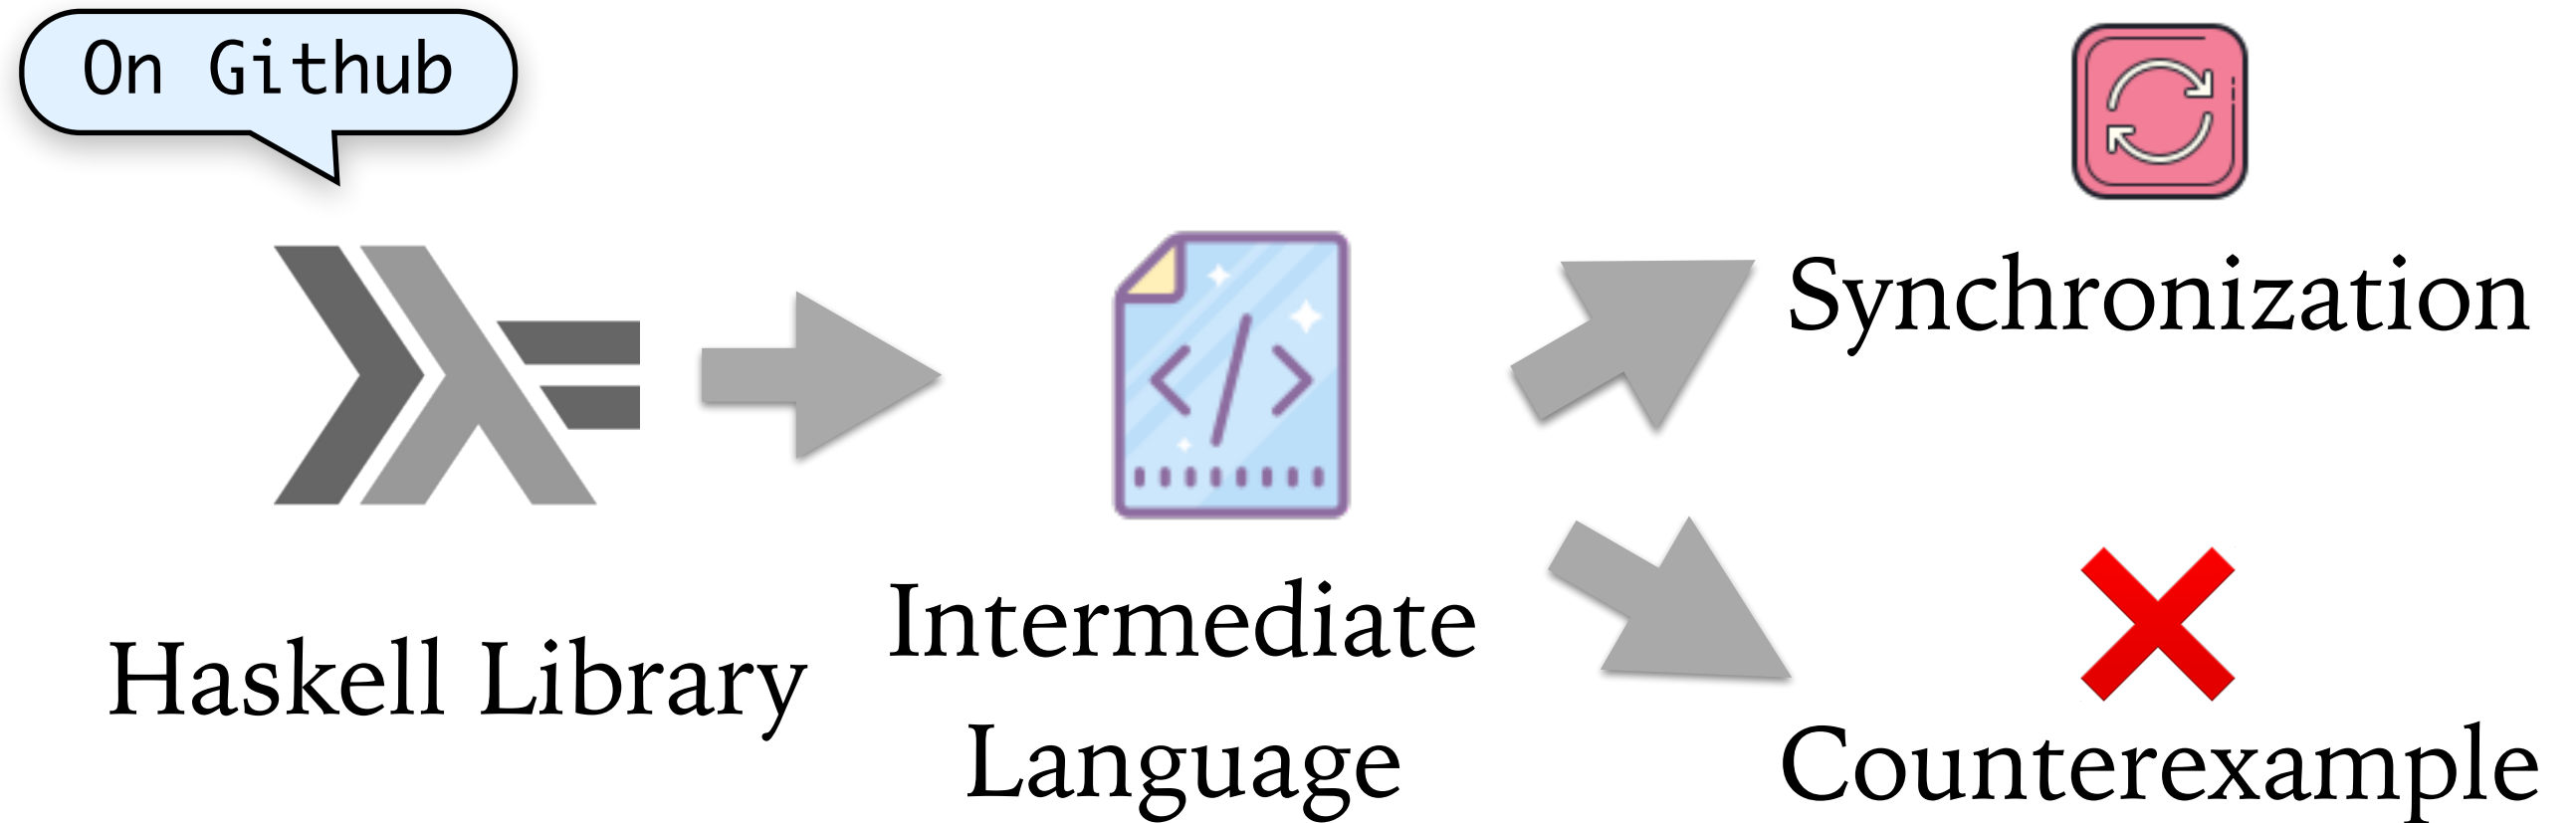 On Github
Haskell Library
Intermediate
Language
Synchronization
Counterexample